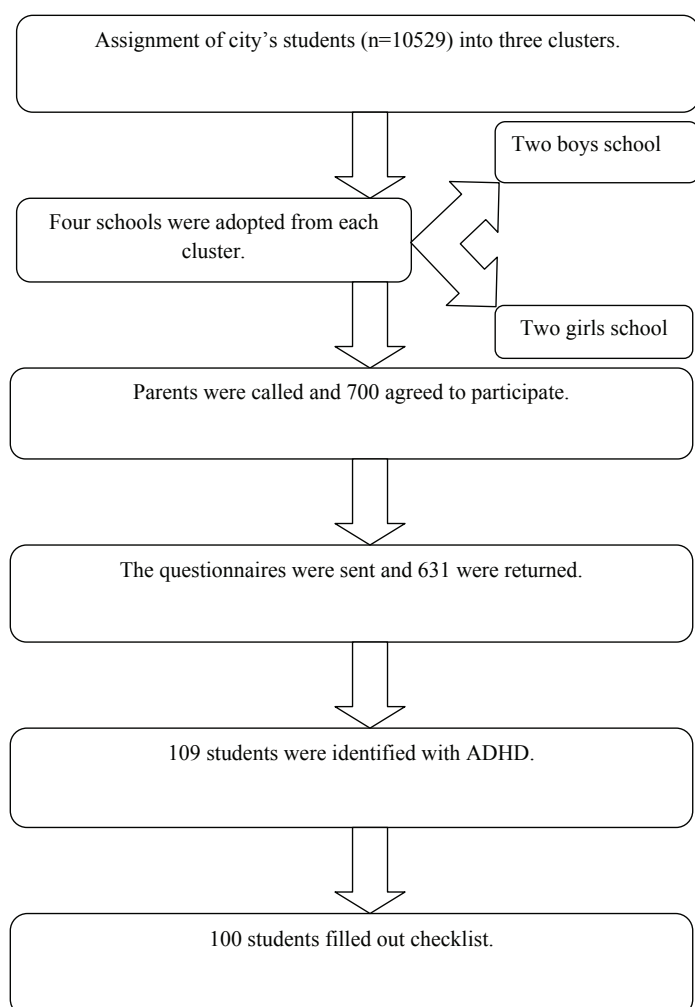 Assignment of city's students (n=10529) into three clusters.
Two boys school
Four schools were adopted from each
cluster.
Two girls school
Parents were called and 700 agreed to participate.
The questionnaires were sent and 631 were returned.
109 students were identified with ADHD.
100 students filled out checklist.